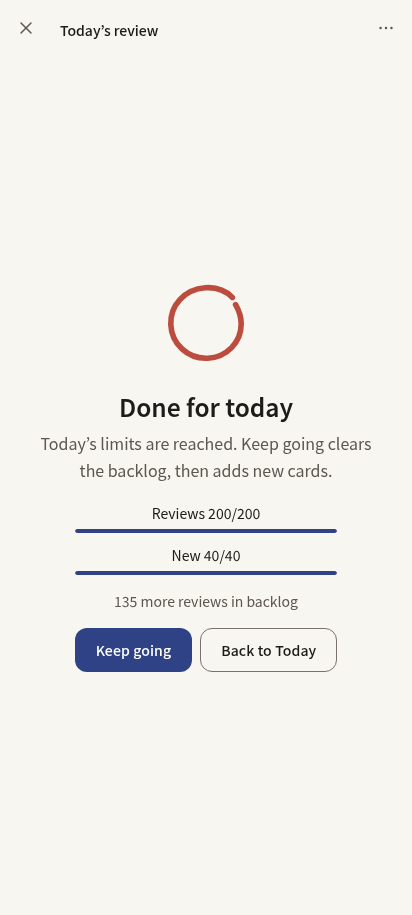 Today’s review
Done for today
Today’s limits are reached. Keep going clears
the backlog, then adds new cards.
Reviews 200/200
New 40/40
135 more reviews in backlog
Keep going
Back to Today